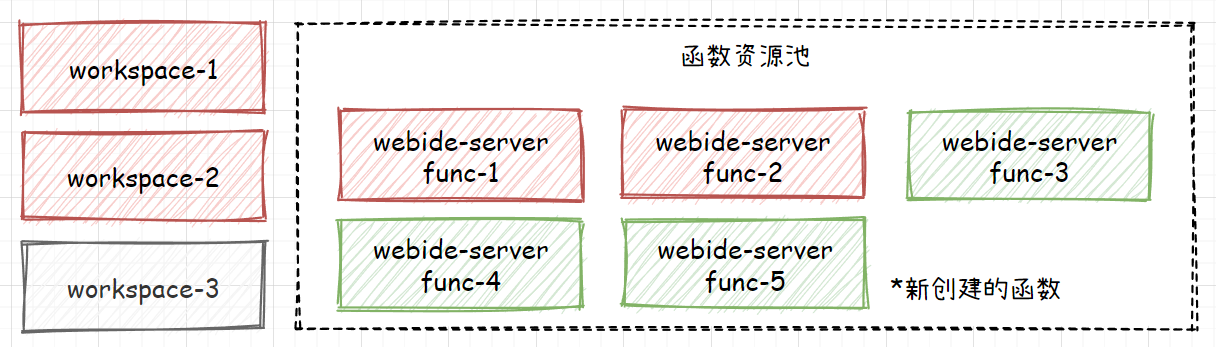 workspace-1
workspace-2
workspace-3
函数资源池
webide-server
func-1
webide-server
func-2
webide-server
func-3
webide-server
func-4
webide-server
func-5
*新创建的函数